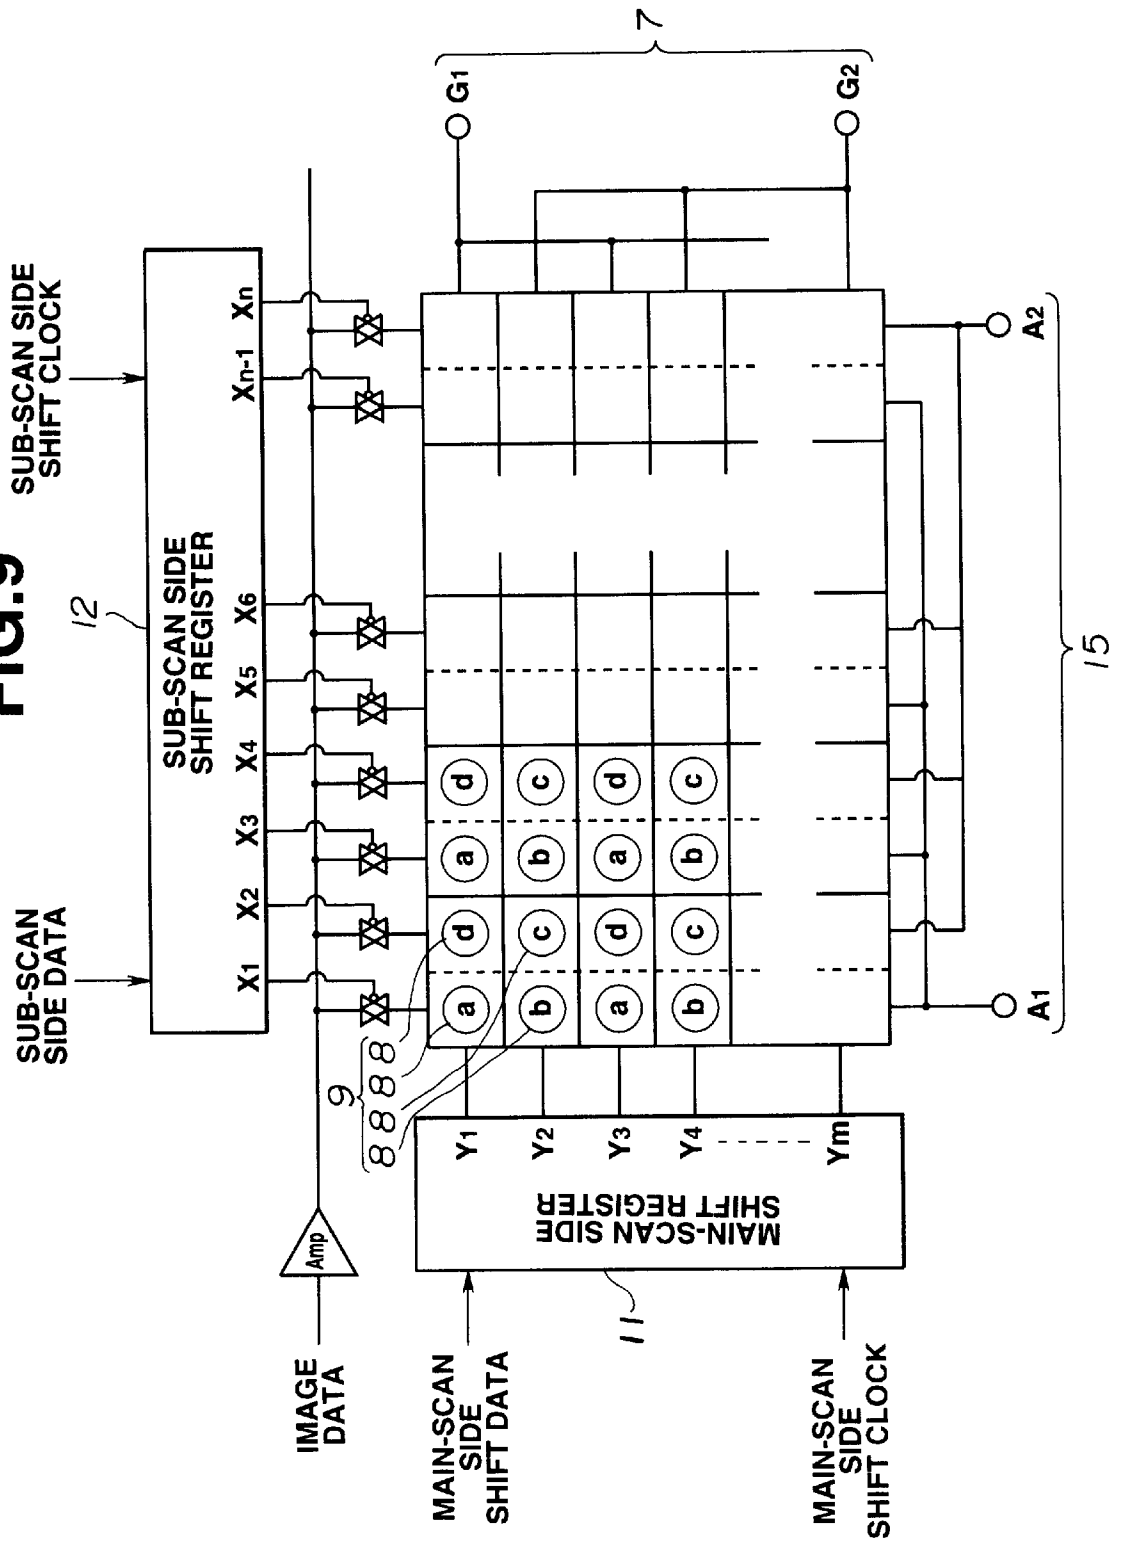 FIG.9
SUB-SCAN
SIDE DATA
SUB-SCAN SIDE
SHIFT CLOCK
12
SUB-SCAN SIDE
SHIFT REGISTER
X1 X2 X3 X4 X5 X6 Xn-1 Xn
IMAGE
DATA
Amp
9
8 8 8 8
MAIN-SCAN
SIDE
SHIFT DATA
MAIN-SCAN
SIDE
SHIFT CLOCK
11
MAIN-SCAN SIDE
SHIFT REGISTER
Y1
Y2
Y3
Y4
Ym
a d a d
b c b c
a d a d
b c b c
G1
G2
7
A1
A2
15